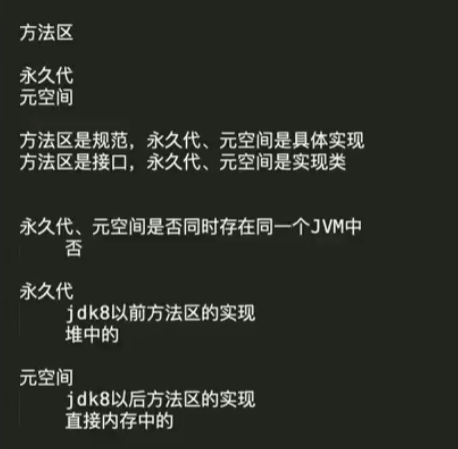 方法区
永久代
元空间
方法区是规范，永久代、元空间是具体实现
方法区是接口，永久代、元空间是实现类
永久代、元空间是否同时存在同一个JVM中
否
永久代
jdk8以前方法区的实现
堆中的
元空间
jdk8以后方法区的实现
直接内存中的